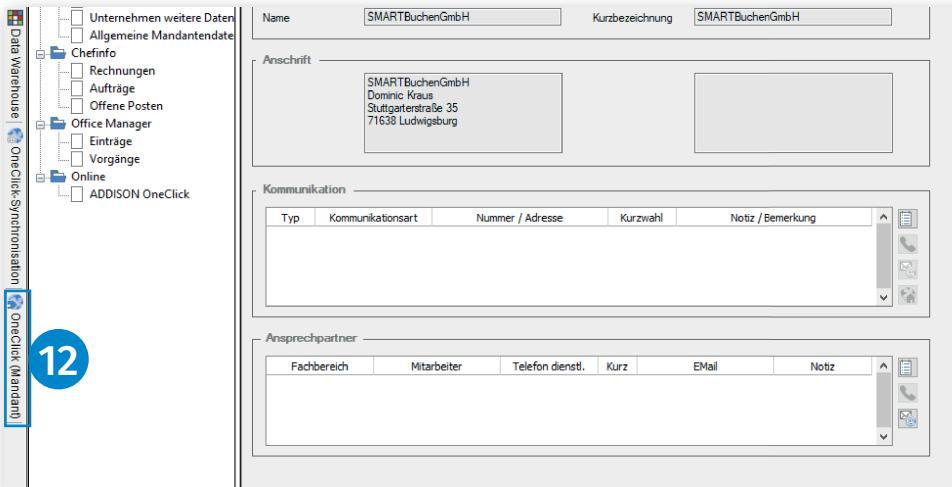 Data Warehouse
OneClick-Synchronisation
OneClick (Mandant)
12
Unternehmen weitere Daten
Allgemeine Mandantendate
Chefinfo
Rechnungen
Aufträge
Offene Posten
Office Manager
Einträge
Vorgänge
Online
ADDISON OneClick
Name SMARTBuchenGmbH Kurzbezeichnung SMARTBuchenGmbH
Anschrift
SMARTBuchenGmbH
Dominic Kraus
Stuttgarterstraße 35
71638 Ludwigsburg
Kommunikation
Typ Kommunikationsart Nummer / Adresse Kurzwahl Notiz / Bemerkung
Ansprechpartner
Fachbereich Mitarbeiter Telefon dienstl. Kurz EMail Notiz